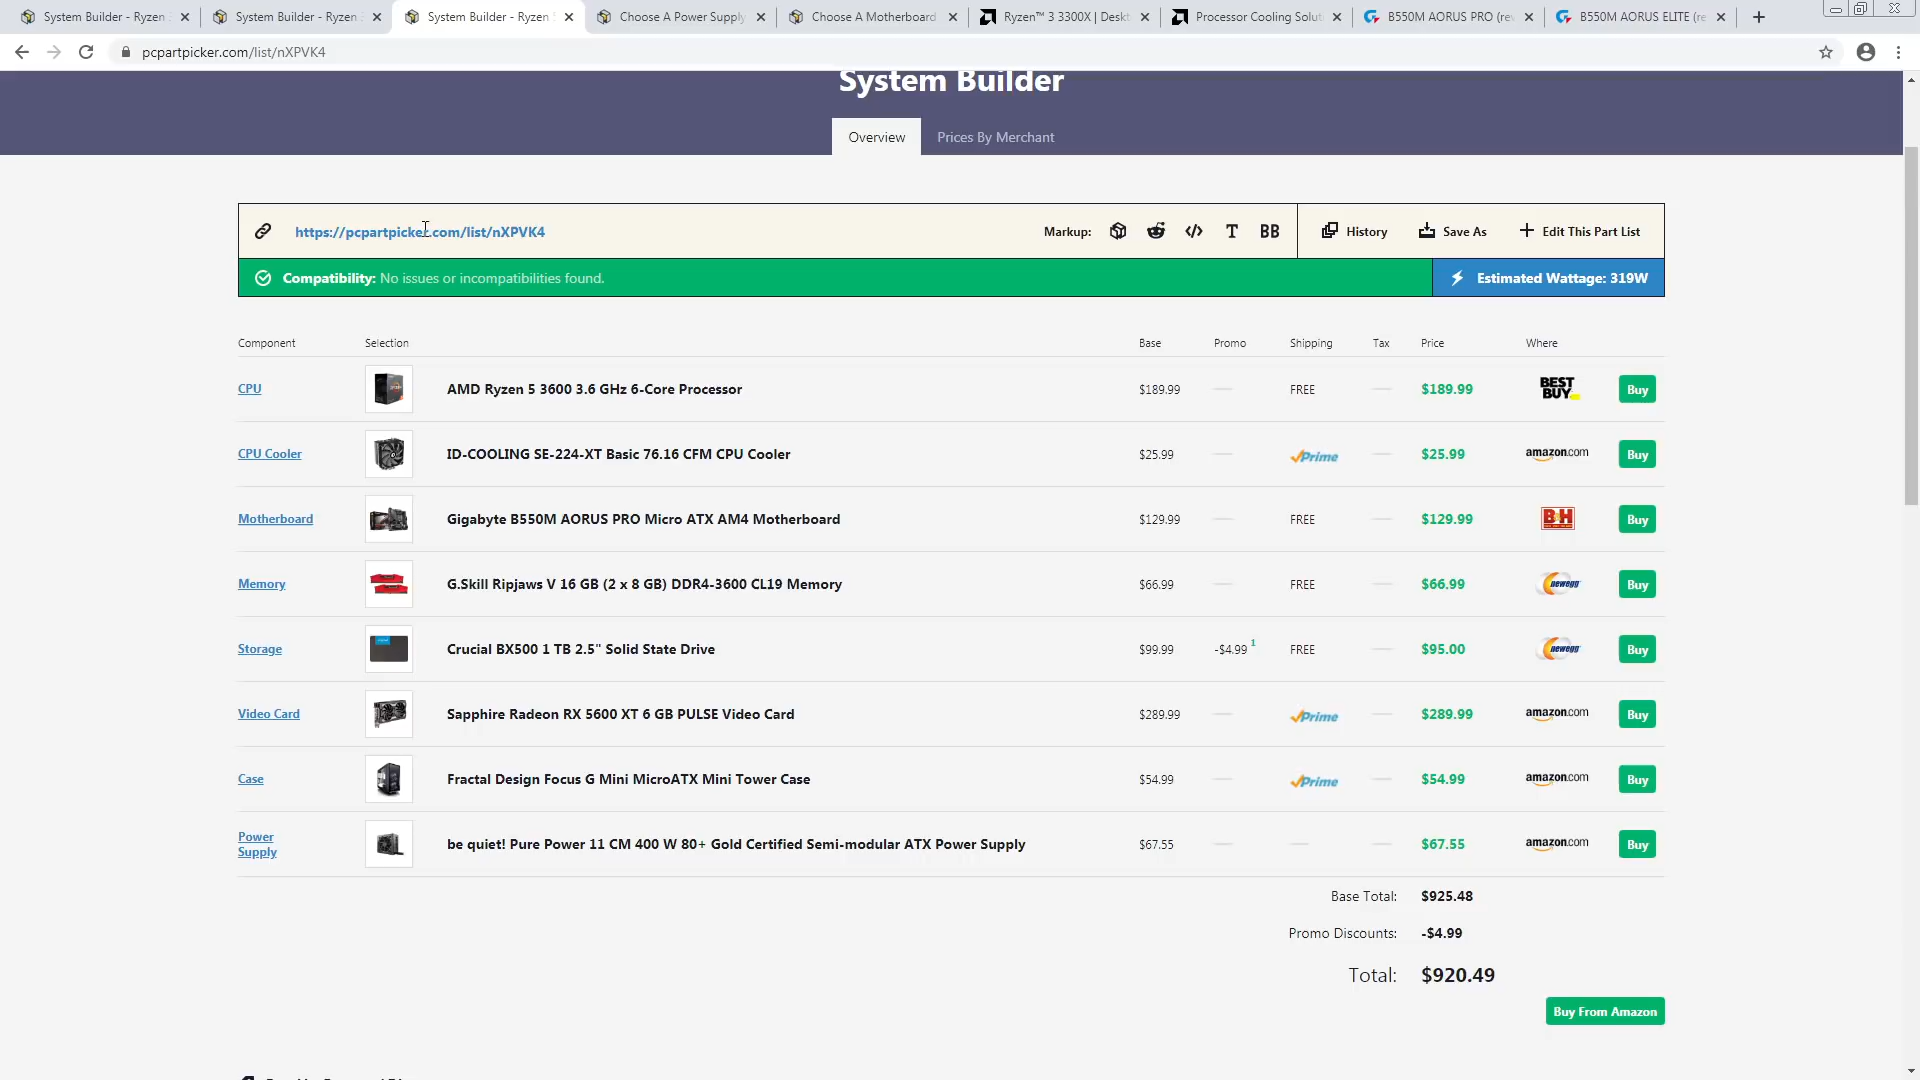 System Builder - Ryzen
System Builder - Ryzen
System Builder - Ryzen
Choose A Power Supply
Choose A Motherboard
Ryzen™ 3 3300X | Deskt
Processor Cooling Solut
B550M AORUS PRO (re
B550M AORUS ELITE (re
pcpartpicker.com/list/nXPVK4
System Builder
Overview
Prices By Merchant
https://pcpartpicker.com/list/nXPVK4
Markup:
T
BB
History
Save As
Edit This Part List
Compatibility: No issues or incompatibilities found.
Estimated Wattage: 319W
Component Selection Base Promo Shipping Tax Price Where
CPU AMD Ryzen 5 3600 3.6 GHz 6-Core Processor $189.99 — FREE — $189.99 BEST BUY Buy
CPU Cooler ID-COOLING SE-224-XT Basic 76.16 CFM CPU Cooler $25.99 — Prime — $25.99 amazon.com Buy
Motherboard Gigabyte B550M AORUS PRO Micro ATX AM4 Motherboard $129.99 — FREE — $129.99 B&H Buy
Memory G.Skill Ripjaws V 16 GB (2 x 8 GB) DDR4-3600 CL19 Memory $66.99 — FREE — $66.99 newegg Buy
Storage Crucial BX500 1 TB 2.5" Solid State Drive $99.99 -$4.99 1 FREE — $95.00 newegg Buy
Video Card Sapphire Radeon RX 5600 XT 6 GB PULSE Video Card $289.99 — Prime — $289.99 amazon.com Buy
Case Fractal Design Focus G Mini MicroATX Mini Tower Case $54.99 — Prime — $54.99 amazon.com Buy
Power Supply be quiet! Pure Power 11 CM 400 W 80+ Gold Certified Semi-modular ATX Power Supply $67.55 — — — $67.55 amazon.com Buy
Base Total: $925.48
Promo Discounts: -$4.99
Total: $920.49
Buy From Amazon